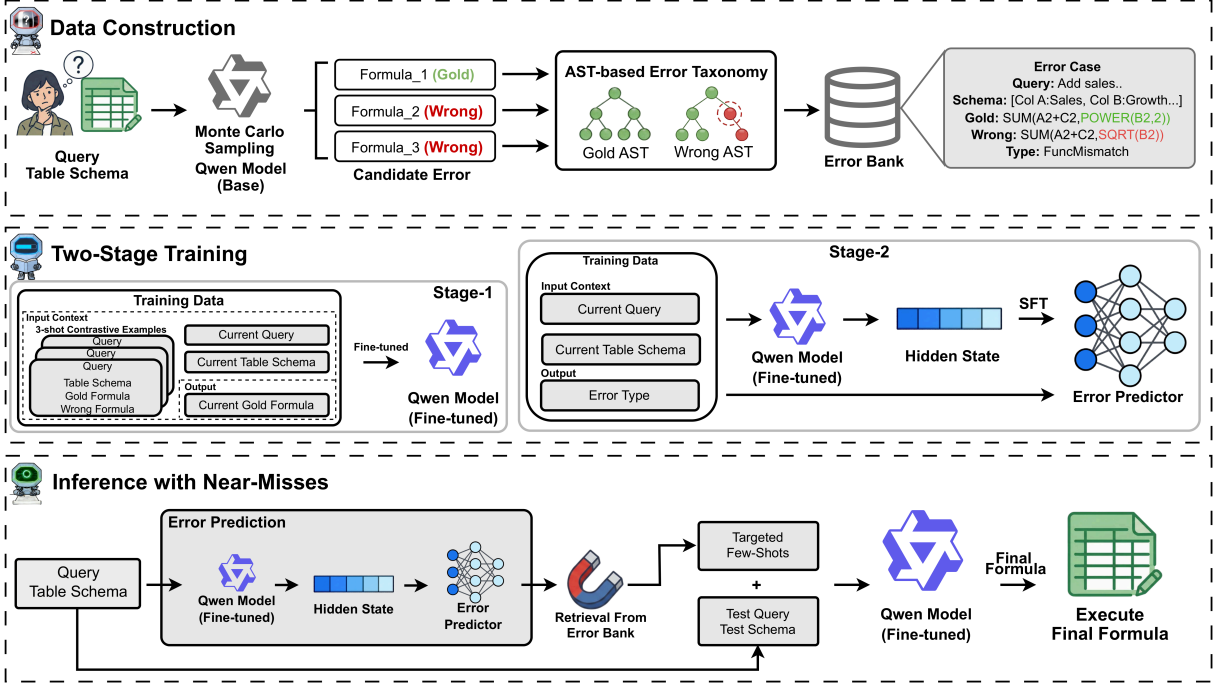 Data Construction
?
Query
Table Schema
Monte Carlo
Sampling
Qwen Model
(Base)
Formula_1 (Gold)
Formula_2 (Wrong)
Formula_3 (Wrong)
Candidate Error
AST-based Error Taxonomy
Gold AST
Wrong AST
Error Bank
Error Case
Query: Add sales..
Schema: [Col A:Sales, Col B:Growth...]
Gold: SUM(A2+C2,POWER(B2,2))
Wrong: SUM(A2+C2,SQRT(B2))
Type: FuncMismatch
Two-Stage Training
Stage-1
Training Data
Input Context
3-shot Contrastive Examples
Query
Query
Query
Table Schema
Gold Formula
Wrong Formula
Current Query
Current Table Schema
Output
Current Gold Formula
Fine-tuned
Qwen Model
(Fine-tuned)
Stage-2
Training Data
Input Context
Current Query
Current Table Schema
Output
Error Type
Qwen Model
(Fine-tuned)
Hidden State
SFT
Error Predictor
Inference with Near-Misses
Query
Table Schema
Error Prediction
Qwen Model
(Fine-tuned)
Hidden State
Error
Predictor
Retrieval From
Error Bank
Targeted
Few-Shots
+
Test Query
Test Schema
Qwen Model
(Fine-tuned)
Final
Formula
Execute
Final Formula